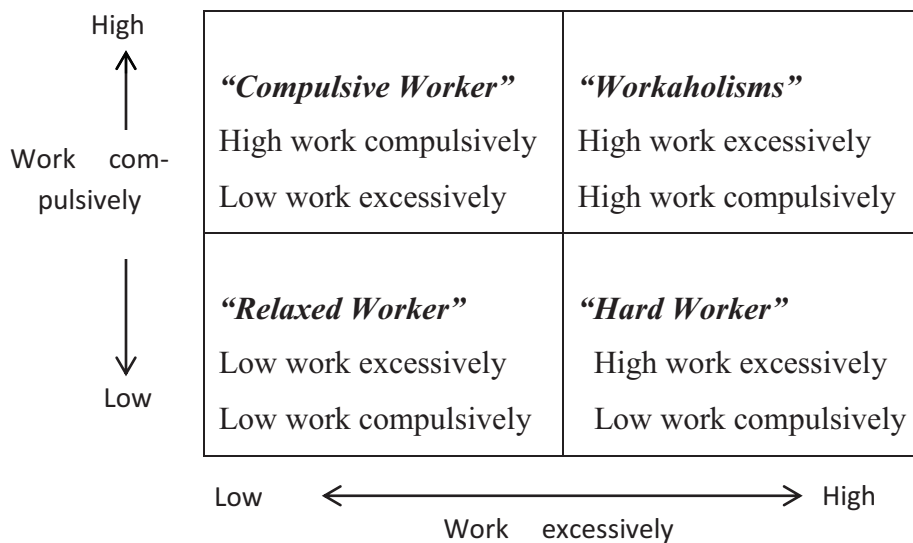 High
Work com-
pulsively
Low
“Compulsive Worker”
High work compulsively
Low work excessively
“Workaholisms”
High work excessively
High work compulsively
“Relaxed Worker”
Low work excessively
Low work compulsively
“Hard Worker”
High work excessively
Low work compulsively
Low
High
Work excessively